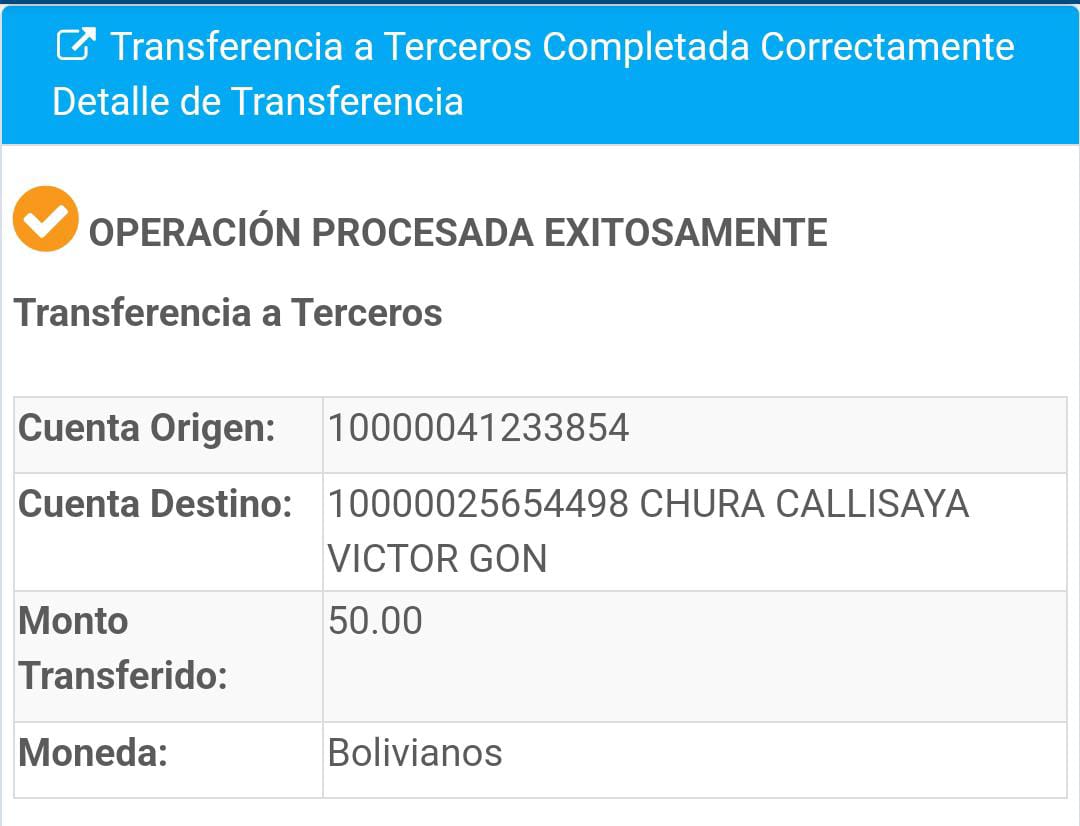 Transferencia a Terceros Completada Correctamente
Detalle de Transferencia
OPERACIÓN PROCESADA EXITOSAMENTE
Transferencia a Terceros
Cuenta Origen: 10000041233854
Cuenta Destino: 10000025654498 CHURA CALLISAYA
VICTOR GON
Monto 50.00
Transferido:
Moneda: Bolivianos